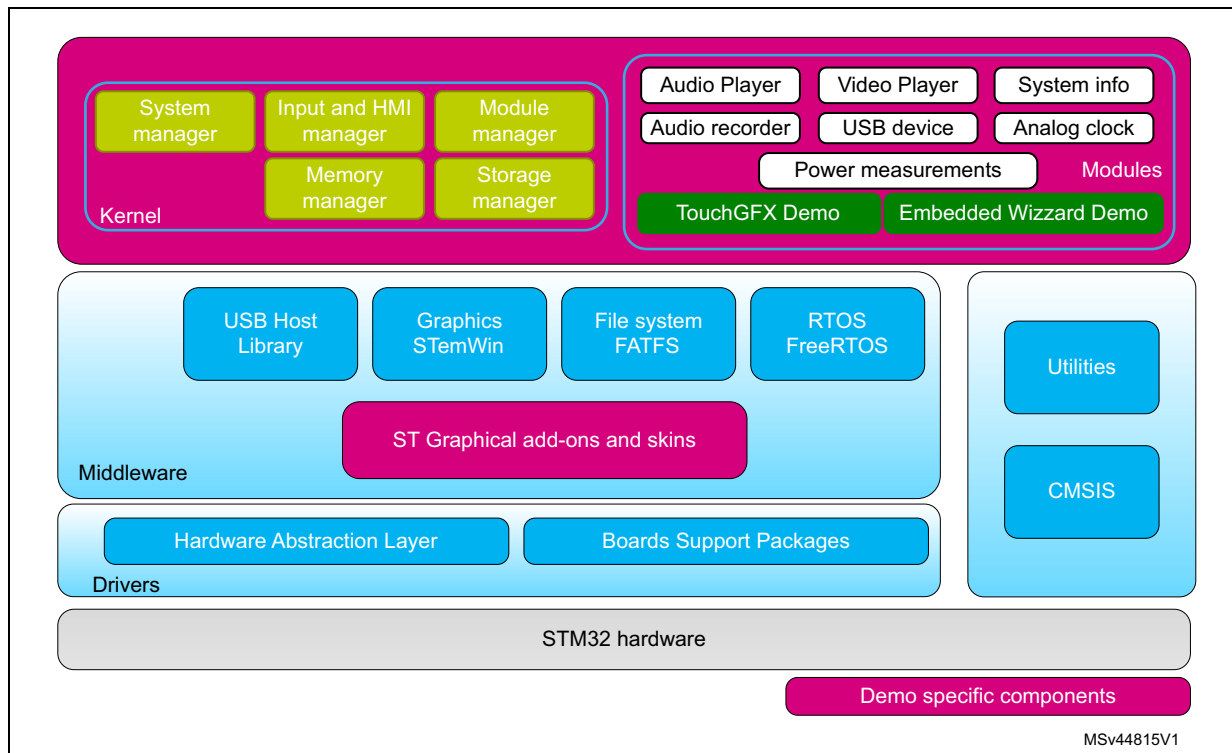 System
manager
Input and HMI
manager
Module
manager
Memory
manager
Storage
manager
Kernel
Audio Player
Video Player
System info
Audio recorder
USB device
Analog clock
Power measurements
Modules
TouchGFX Demo
Embedded Wizzard Demo
USB Host
Library
Graphics
STemWin
File system
FATFS
RTOS
FreeRTOS
ST Graphical add-ons and skins
Middleware
Utilities
CMSIS
Hardware Abstraction Layer
Boards Support Packages
Drivers
STM32 hardware
Demo specific components
MSv44815V1